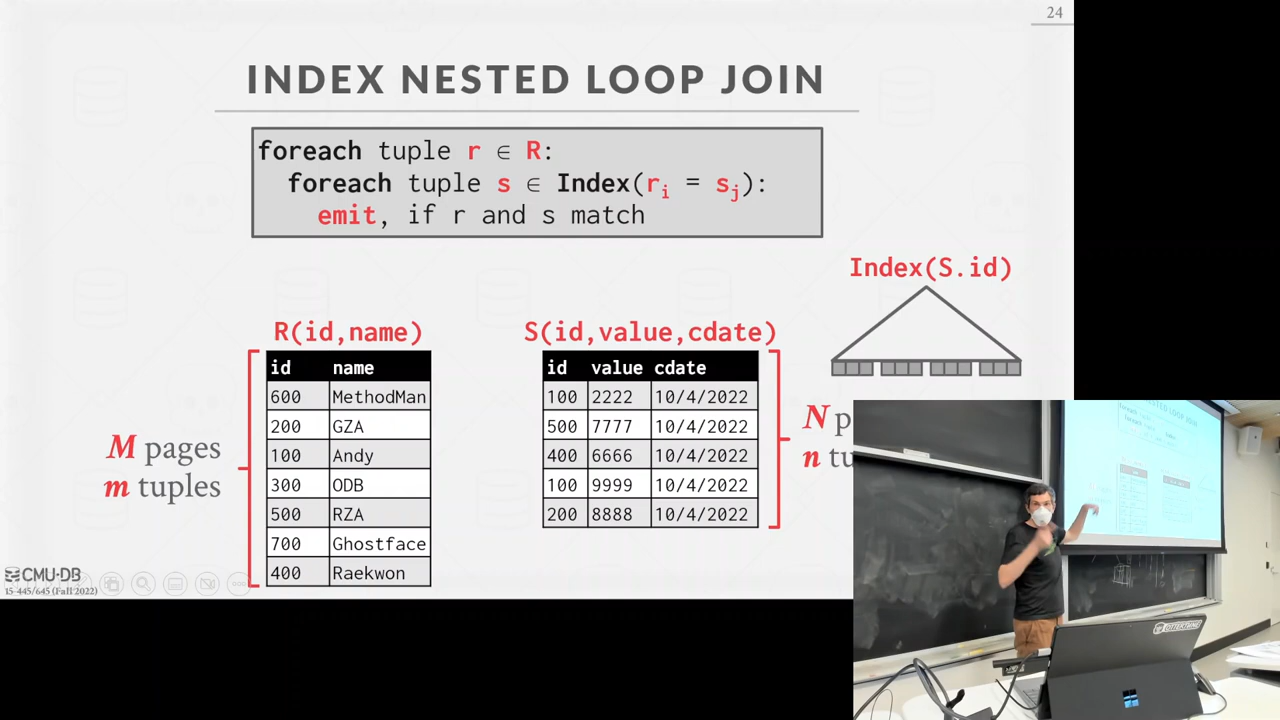 24
INDEX NESTED LOOP JOIN
foreach tuple r ∈ R:
foreach tuple s ∈ Index(ri = sj):
emit, if r and s match
Index(S.id)
R(id,name)
id name
600 MethodMan
200 GZA
100 Andy
300 ODB
500 RZA
700 Ghostface
400 Raekwon
M pages
m tuples
S(id,value,cdate)
id value cdate
100 2222 10/4/2022
500 7777 10/4/2022
400 6666 10/4/2022
100 9999 10/4/2022
200 8888 10/4/2022
N p
n tu
CMU·DB
15-445/645 (Fall 2022)